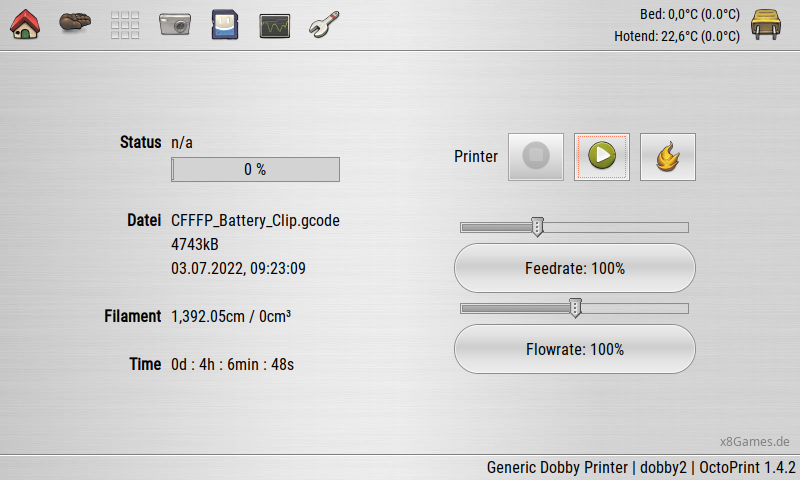 Bed: 0,0°C (0.0°C)
Hotend: 22,6°C (0.0°C)
Status n/a
0 %
Printer
Datei CFFFP_Battery_Clip.gcode
4743kB
03.07.2022, 09:23:09
Feedrate: 100%
Filament 1,392.05cm / 0cm³
Flowrate: 100%
Time 0d : 4h : 6min : 48s
x8Games.de
Generic Dobby Printer | dobby2 | OctoPrint 1.4.2